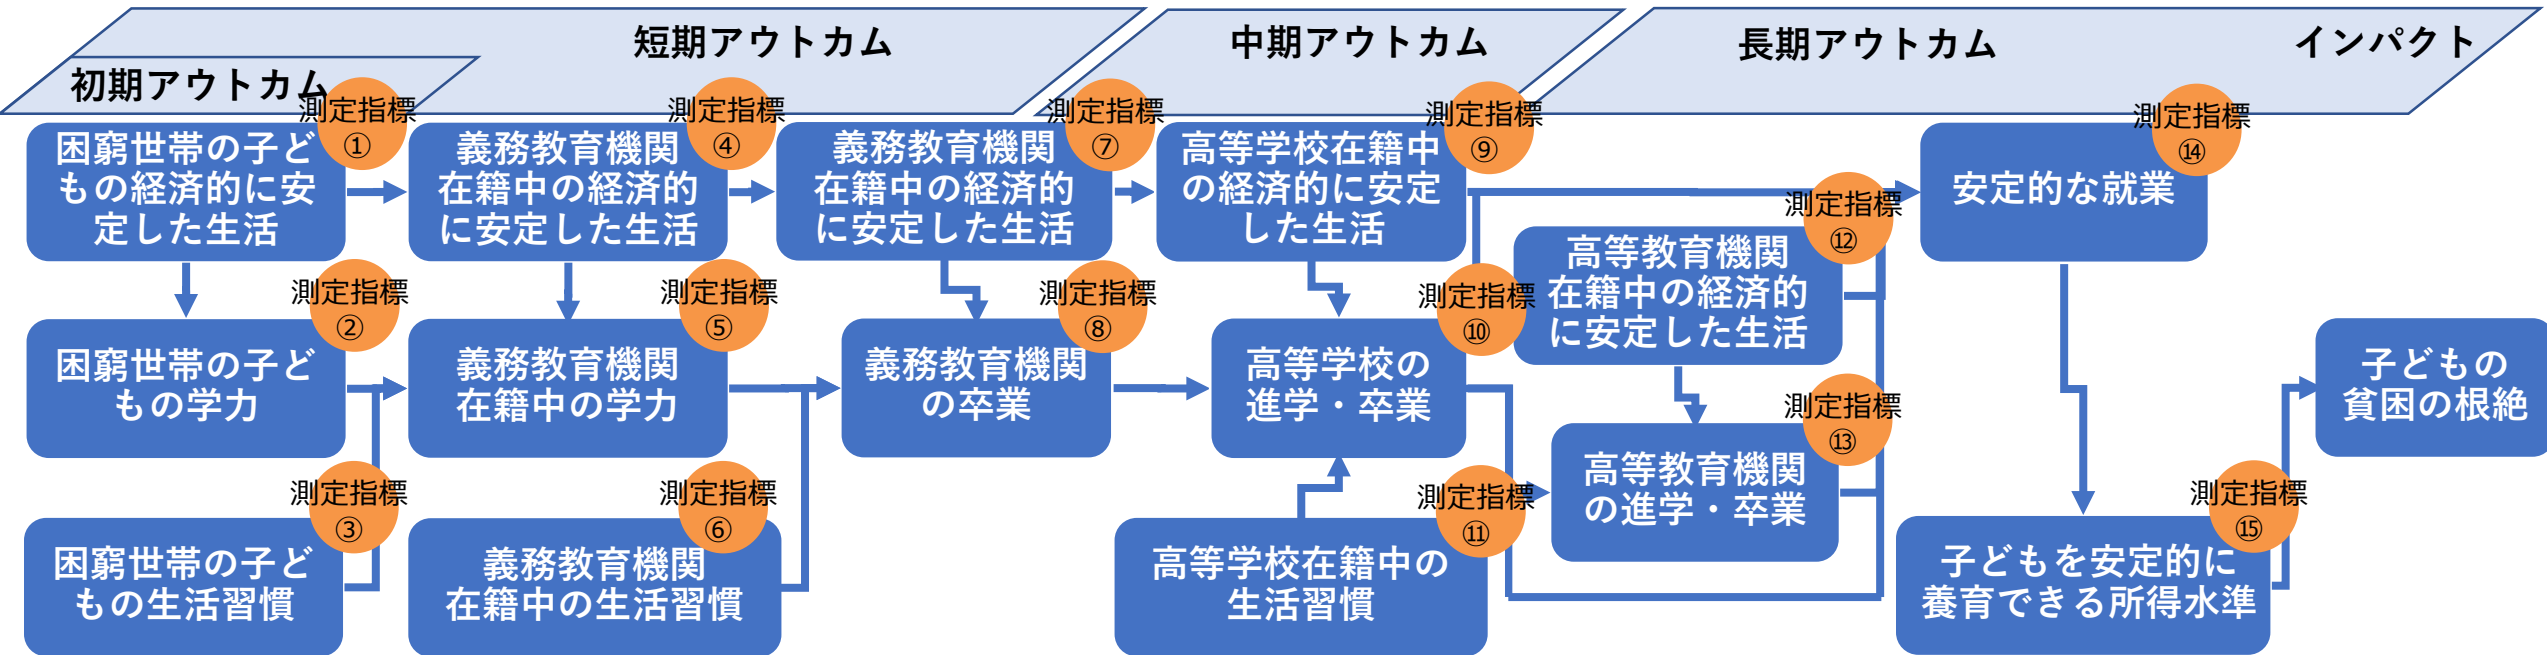 短期アウトカム
中期アウトカム
長期アウトカム
インパクト
初期アウトカム
測定指標
①
困窮世帯の子ど
もの経済的に安
定した生活
測定指標
④
義務教育機関
在籍中の経済的
に安定した生活
測定指標
⑦
義務教育機関
在籍中の経済的
に安定した生活
測定指標
⑨
高等学校在籍中
の経済的に安定
した生活
測定指標
⑭
安定的な就業
測定指標
②
困窮世帯の子ど
もの学力
測定指標
⑤
義務教育機関
在籍中の学力
測定指標
⑧
義務教育機関
の卒業
測定指標
⑩
高等学校の
進学・卒業
測定指標
⑫
高等教育機関
在籍中の経済的
に安定した生活
測定指標
⑬
高等教育機関
の進学・卒業
子どもの
貧困の根絶
測定指標
③
困窮世帯の子ど
もの生活習慣
測定指標
⑥
義務教育機関
在籍中の生活習慣
測定指標
⑪
高等学校在籍中の
生活習慣
測定指標
⑮
子どもを安定的に
養育できる所得水準